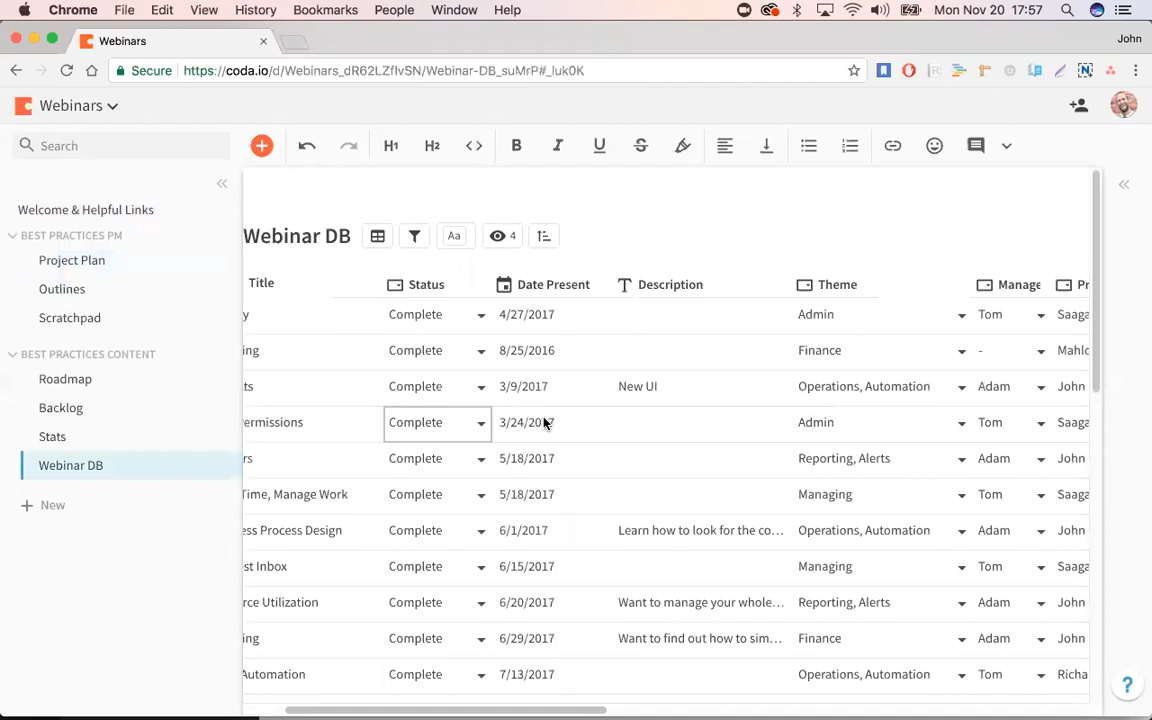 Chrome File Edit View History Bookmarks People Window Help Mon Nov 20 17:57
Webinars John
Secure https://coda.io/d/Webinars_dR62LZfIvSN/Webinar-DB_suMrP#_luk0K
Webinars
Search H1 H2 B I U S
Welcome & Helpful Links
BEST PRACTICES PM
Project Plan
Outlines
Scratchpad
BEST PRACTICES CONTENT
Roadmap
Backlog
Stats
Webinar DB
New
Webinar DB Aa 4
Title Status Date Present Description Theme Manage Pr
y Complete 4/27/2017 Admin Tom Saaga
ing Complete 8/25/2016 Finance - Mahlo
ts Complete 3/9/2017 New UI Operations, Automation Adam John
ermissions Complete 3/24/2017 Admin Tom Saaga
rs Complete 5/18/2017 Reporting, Alerts Adam John
Time, Manage Work Complete 5/18/2017 Managing Tom Saaga
ess Process Design Complete 6/1/2017 Learn how to look for the co... Operations, Automation Adam John
st Inbox Complete 6/15/2017 Managing Tom Saaga
rce Utilization Complete 6/20/2017 Want to manage your whole... Reporting, Alerts Adam John
ing Complete 6/29/2017 Want to find out how to sim... Finance Adam John
Automation Complete 7/13/2017 Operations, Automation Tom Richa
?